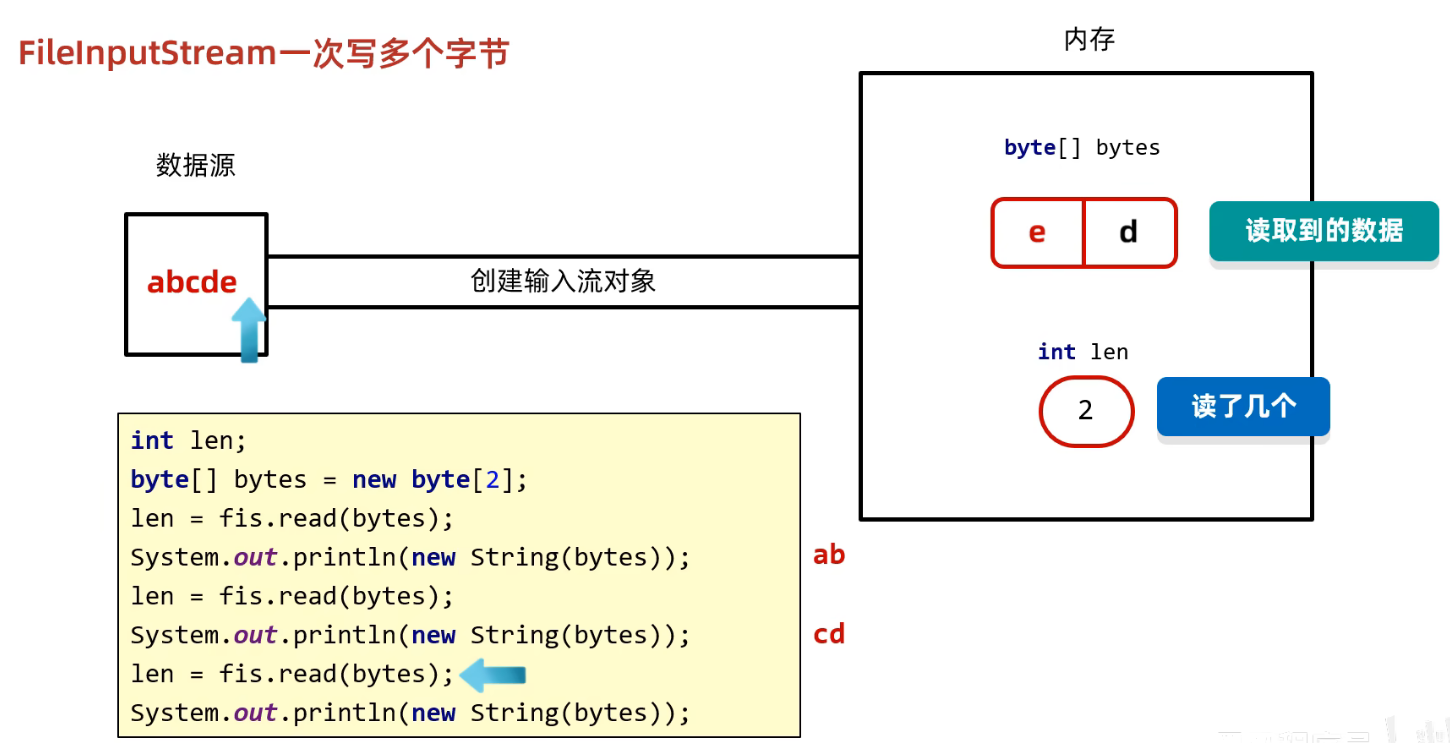 FileInputStream一次写多个字节
内存
数据源
byte[] bytes
e d
读取到的数据
abcde
创建输入流对象
int len
2
读了几个
int len;
byte[] bytes = new byte[2];
len = fis.read(bytes);
System.out.println(new String(bytes));
ab
len = fis.read(bytes);
System.out.println(new String(bytes));
cd
len = fis.read(bytes);
System.out.println(new String(bytes));